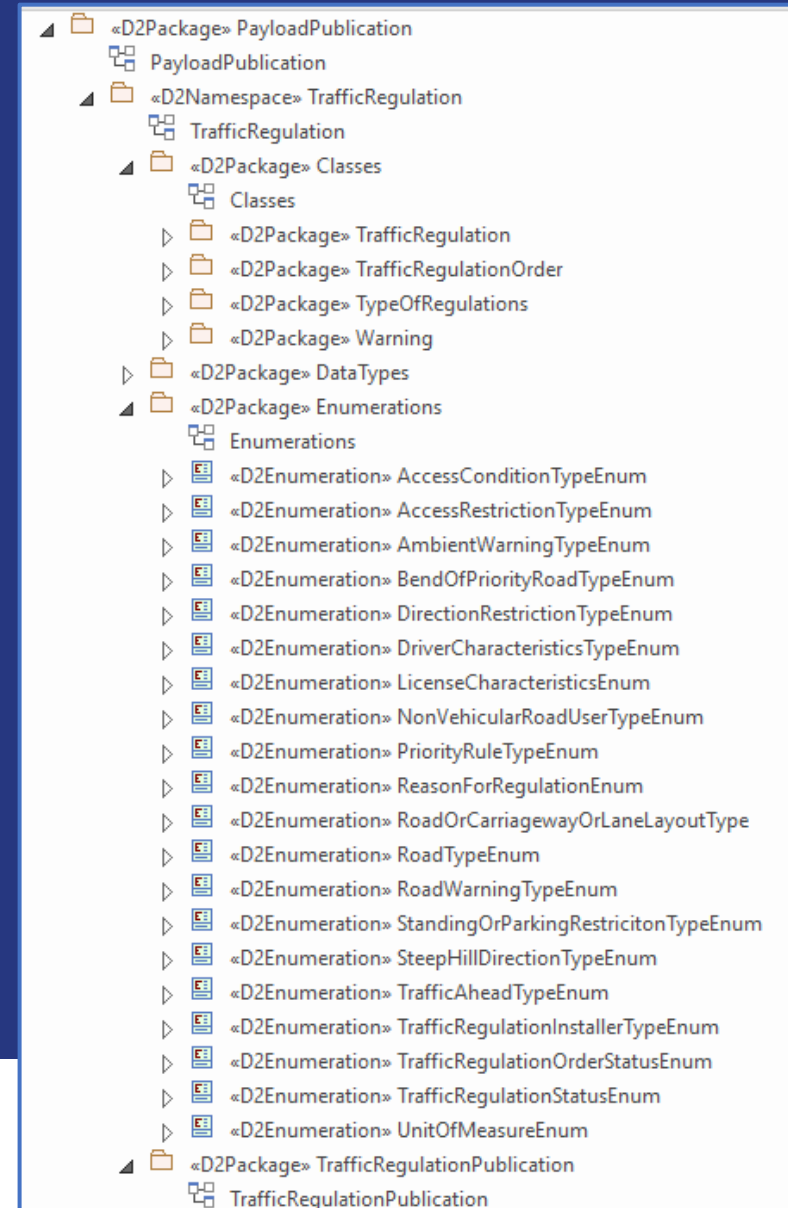 «D2Package» PayloadPublication
PayloadPublication
«D2Namespace» TrafficRegulation
TrafficRegulation
«D2Package» Classes
Classes
«D2Package» TrafficRegulation
«D2Package» TrafficRegulationOrder
«D2Package» TypeOfRegulations
«D2Package» Warning
«D2Package» DataTypes
«D2Package» Enumerations
Enumerations
«D2Enumeration» AccessConditionTypeEnum
«D2Enumeration» AccessRestrictionTypeEnum
«D2Enumeration» AmbientWarningTypeEnum
«D2Enumeration» BendOfPriorityRoadTypeEnum
«D2Enumeration» DirectionRestrictionTypeEnum
«D2Enumeration» DriverCharacteristicsTypeEnum
«D2Enumeration» LicenseCharacteristicsEnum
«D2Enumeration» NonVehicularRoadUserTypeEnum
«D2Enumeration» PriorityRuleTypeEnum
«D2Enumeration» ReasonForRegulationEnum
«D2Enumeration» RoadOrCarriagewayOrLaneLayoutType
«D2Enumeration» RoadTypeEnum
«D2Enumeration» RoadWarningTypeEnum
«D2Enumeration» StandingOrParkingRestricitonTypeEnum
«D2Enumeration» SteepHillDirectionTypeEnum
«D2Enumeration» TrafficAheadTypeEnum
«D2Enumeration» TrafficRegulationInstallerTypeEnum
«D2Enumeration» TrafficRegulationOrderStatusEnum
«D2Enumeration» TrafficRegulationStatusEnum
«D2Enumeration» UnitOfMeasureEnum
«D2Package» TrafficRegulationPublication
TrafficRegulationPublication